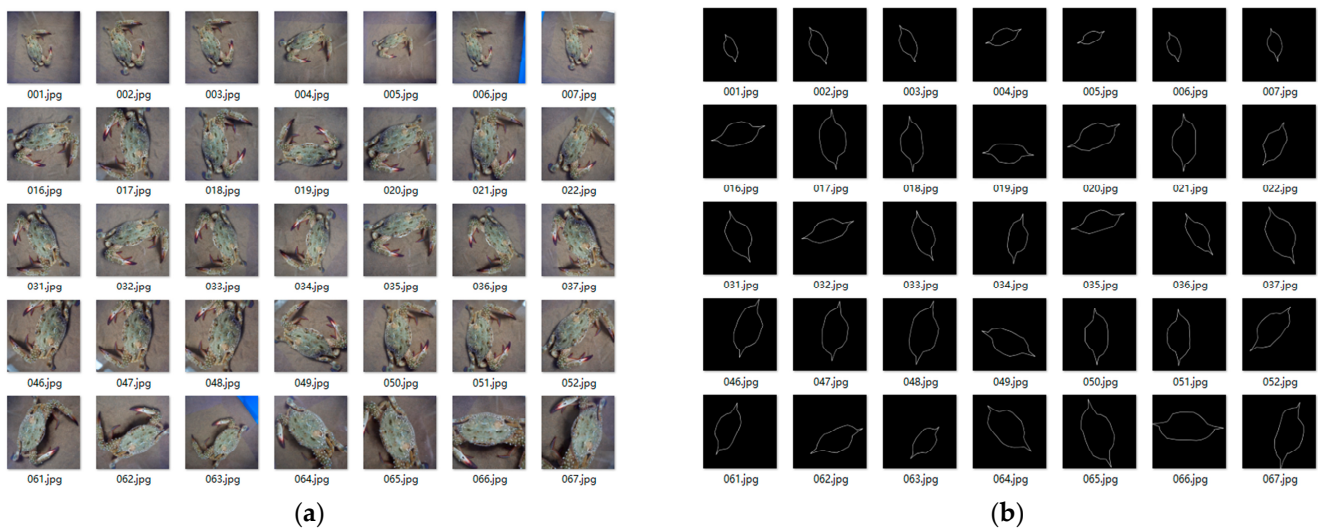 001.jpg 002.jpg 003.jpg 004.jpg 005.jpg 006.jpg 007.jpg
016.jpg 017.jpg 018.jpg 019.jpg 020.jpg 021.jpg 022.jpg
031.jpg 032.jpg 033.jpg 034.jpg 035.jpg 036.jpg 037.jpg
046.jpg 047.jpg 048.jpg 049.jpg 050.jpg 051.jpg 052.jpg
061.jpg 062.jpg 063.jpg 064.jpg 065.jpg 066.jpg 067.jpg
(a)
001.jpg 002.jpg 003.jpg 004.jpg 005.jpg 006.jpg 007.jpg
016.jpg 017.jpg 018.jpg 019.jpg 020.jpg 021.jpg 022.jpg
031.jpg 032.jpg 033.jpg 034.jpg 035.jpg 036.jpg 037.jpg
046.jpg 047.jpg 048.jpg 049.jpg 050.jpg 051.jpg 052.jpg
061.jpg 062.jpg 063.jpg 064.jpg 065.jpg 066.jpg 067.jpg
(b)